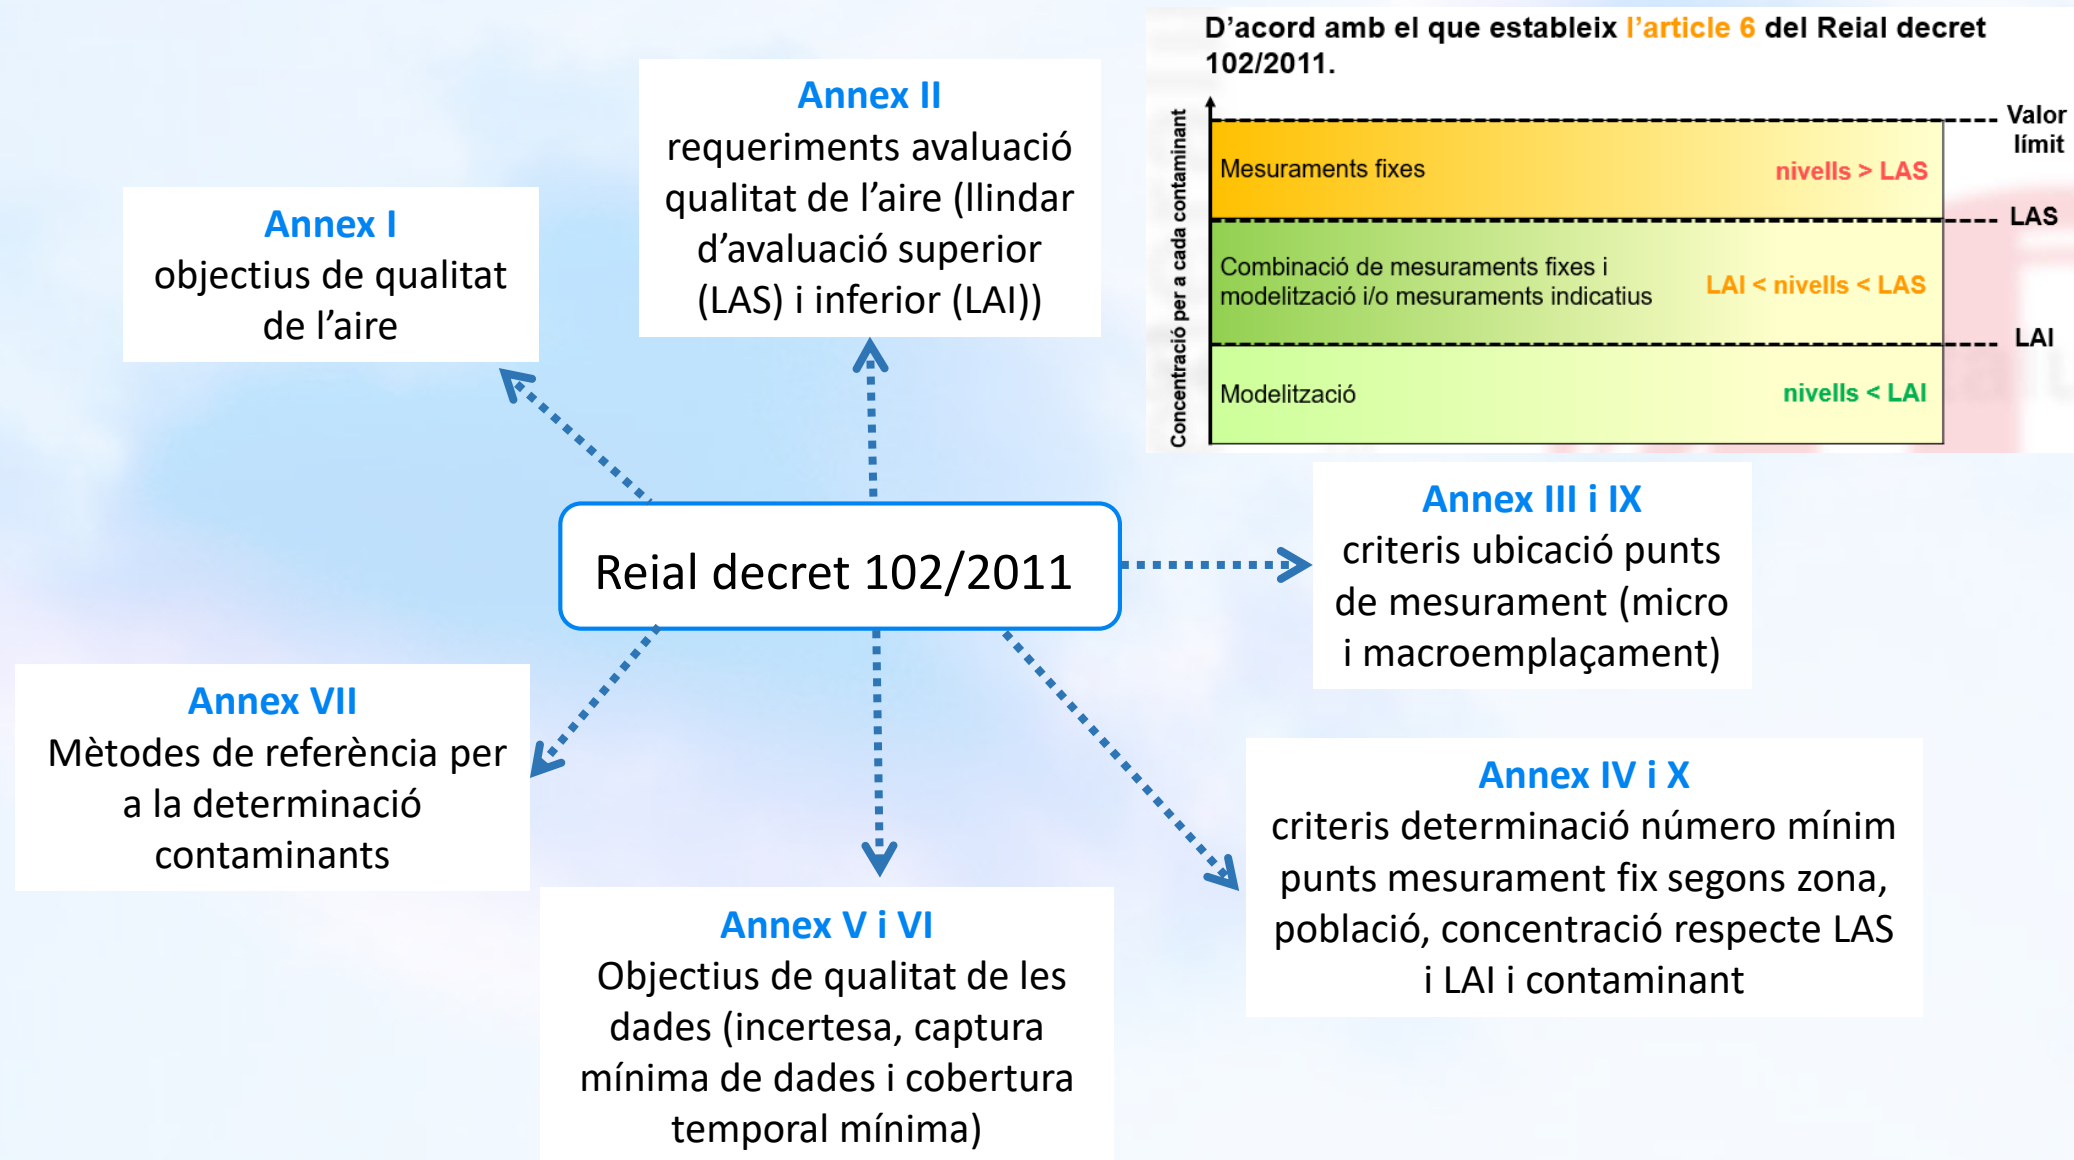 D'acord amb el que estableix l'article 6 del Reial decret
102/2011.
Concentració per a cada contaminant
Valor
límit
Mesuraments fixes
nivells > LAS
LAS
Combinació de mesuraments fixes i
modelització i/o mesuraments indicatius
LAI < nivells < LAS
LAI
Modelització
nivells < LAI
Annex II
requeriments avaluació
qualitat de l'aire (llindar
d'avaluació superior
(LAS) i inferior (LAI))
Annex I
objectius de qualitat
de l'aire
Reial decret 102/2011
Annex III i IX
criteris ubicació punts
de mesurament (micro
i macroemplaçament)
Annex VII
Mètodes de referència per
a la determinació
contaminants
Annex IV i X
criteris determinació número mínim
punts mesurament fix segons zona,
població, concentració respecte LAS
i LAI i contaminant
Annex V i VI
Objectius de qualitat de les
dades (incertesa, captura
mínima de dades i cobertura
temporal mínima)